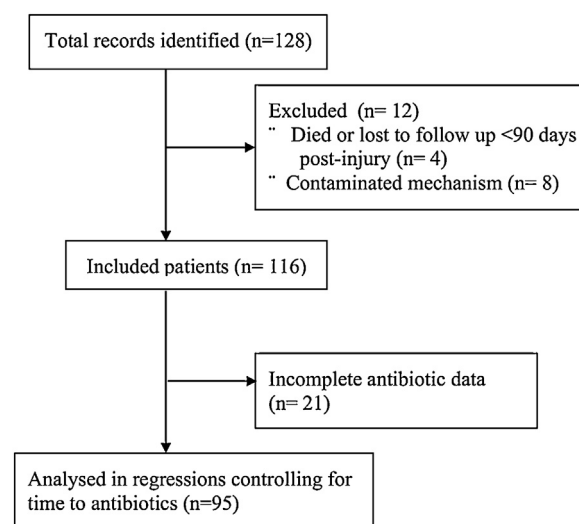 Total records identified (n=128)
Excluded (n= 12)
¨ Died or lost to follow up <90 days
post-injury (n= 4)
¨ Contaminated mechanism (n= 8)
Included patients (n= 116)
Incomplete antibiotic data
(n= 21)
Analysed in regressions controlling for
time to antibiotics (n=95)